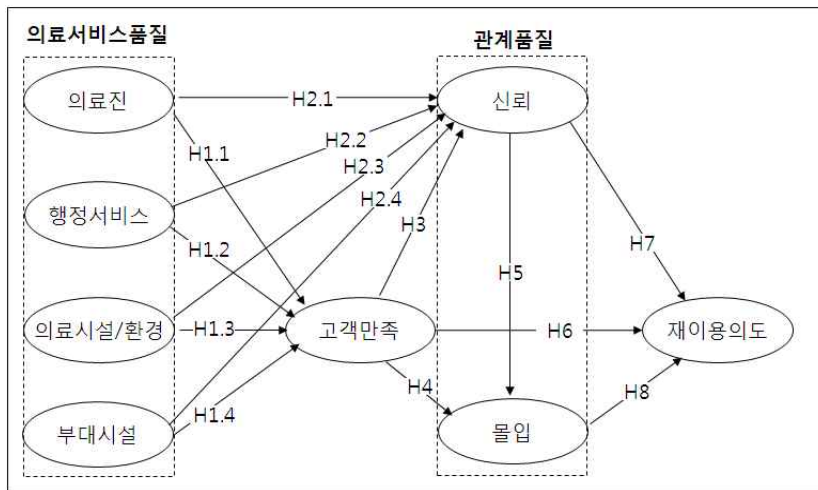 의료서비스품질
관계품질
의료진
H2.1
신뢰
H1.1
H2.2
H2.3
H2.4
행정서비스
H1.2
H3
H7
H5
의료시설/환경
H1.3
고객만족
H6
재이용의도
H4
H8
H1.4
부대시설
몰입